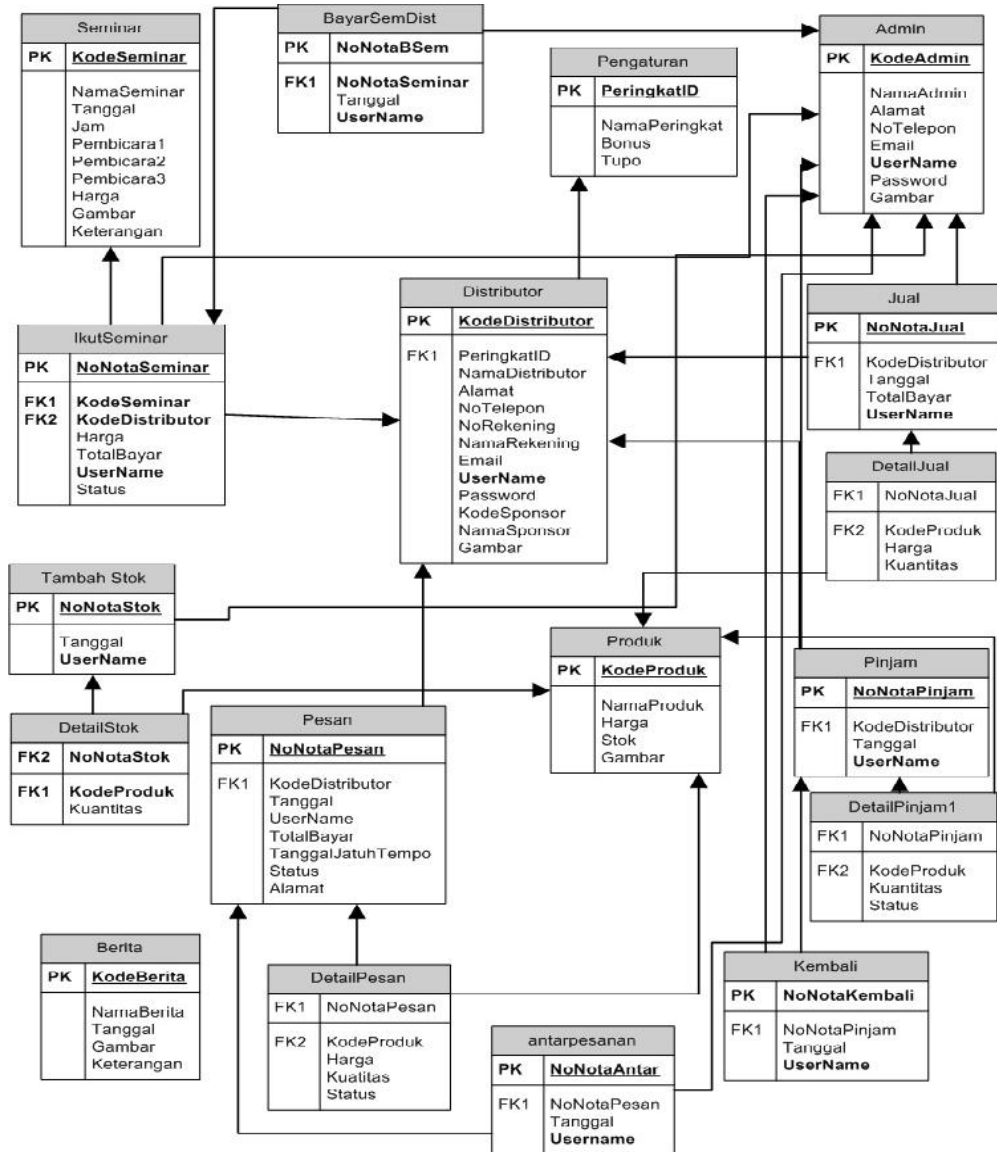 Seminar
PK KodeSeminar
NamaSeminar
Tanggal
Jam
Pembicara1
Pembicara2
Pembicara3
Harga
Gambar
Keterangan
BayarSemDist
PK NoNotaBSem
FK1 NoNotaSeminar
Tanggal
UserName
Pengaturan
PK PeringkatID
NamaPeringkat
Bonus
Tupo
Admin
PK KodeAdmin
NamaAdmin
Alamat
NoTelepon
Email
UserName
Password
Gambar
IkutSeminar
PK NoNotaSeminar
FK1 KodeSeminar
FK2 KodeDistributor
Harga
TotalBayar
UserName
Status
Distributor
PK KodeDistributor
FK1 PeringkatID
NamaDistributor
Alamat
NoTelepon
NoRekening
NamaRekening
Email
UserName
Password
KodeSponsor
NamaSponsor
Gambar
Jual
PK NoNotaJual
FK1 KodeDistributor
Tanggal
TotalBayar
UserName
DetailJual
FK1 NoNotaJual
FK2 KodeProduk
Harga
Kuantitas
Tambah Stok
PK NoNotaStok
Tanggal
UserName
DetailStok
FK2 NoNotaStok
FK1 KodeProduk
Kuantitas
Pesan
PK NoNotaPesan
FK1 KodeDistributor
Tanggal
UserName
TotalBayar
TanggalJatuhTempo
Status
Alamat
Produk
PK KodeProduk
NamaProduk
Harga
Stok
Gambar
Pinjam
PK NoNotaPinjam
FK1 KodeDistributor
Tanggal
UserName
DetailPinjam1
FK1 NoNotaPinjam
FK2 KodeProduk
Kuantitas
Status
Berita
PK KodeBerita
NamaBerita
Tanggal
Gambar
Keterangan
DetailPesan
FK1 NoNotaPesan
FK2 KodeProduk
Harga
Kualitas
Status
antarpesanan
PK NoNotaAntar
FK1 NoNotaPesan
Tanggal
Username
Kembali
PK NoNotaKembali
FK1 NoNotaPinjam
Tanggal
UserName